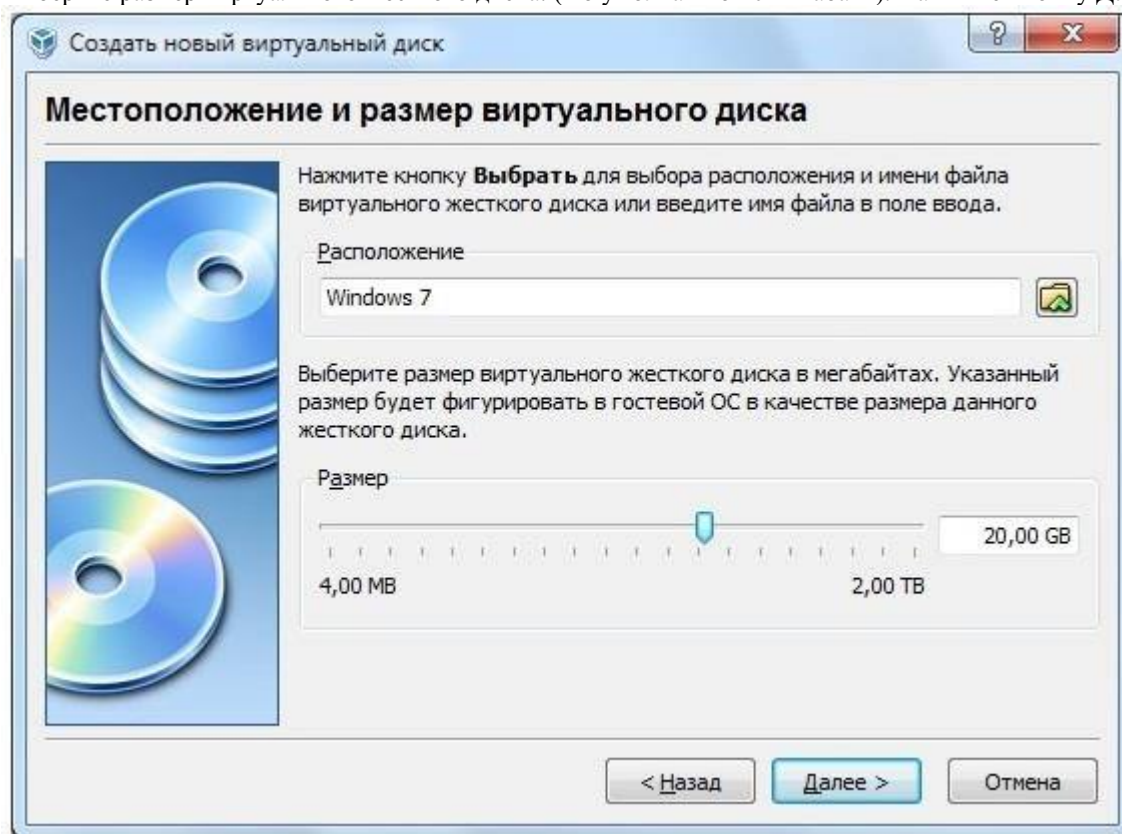 Создать новый виртуальный диск
Местоположение и размер виртуального диска
Нажмите кнопку Выбрать для выбора расположения и имени файла
виртуального жесткого диска или введите имя файла в поле ввода.
Расположение
Windows 7
Выберите размер виртуального жесткого диска в мегабайтах. Указанный
размер будет фигурировать в гостевой ОС в качестве размера данного
жесткого диска.
Размер
20,00 GB
4,00 MB 2,00 TB
< Назад Далее > Отмена